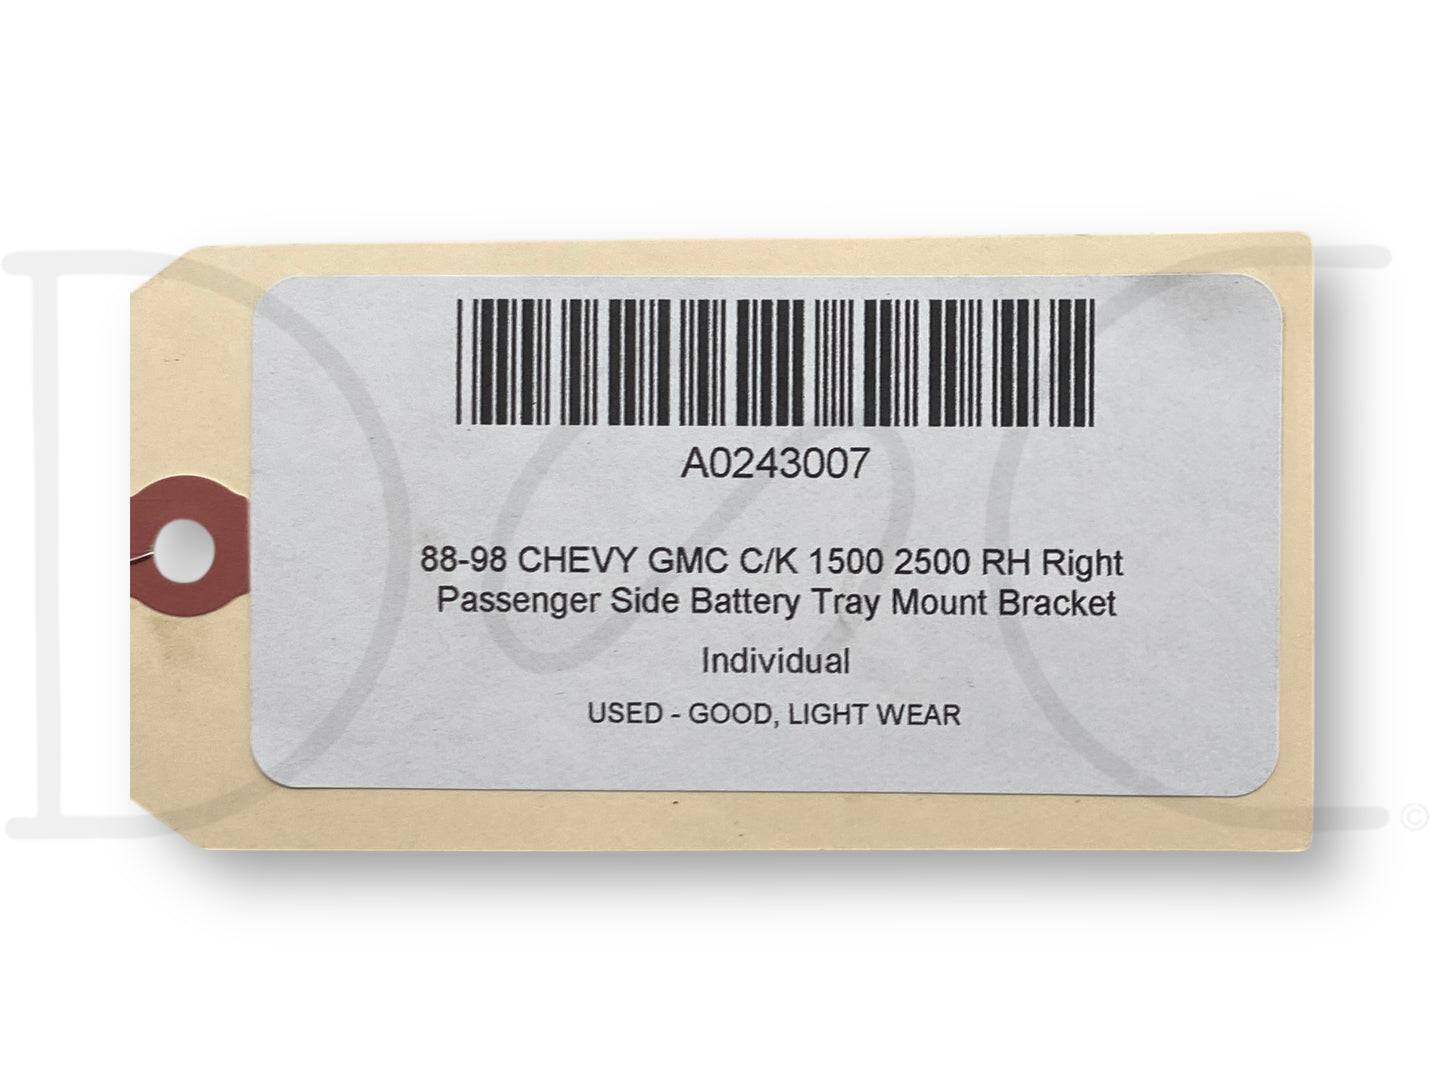 A0243007
88-98 CHEVY GMC C/K 1500 2500 RH Right
Passenger Side Battery Tray Mount Bracket
Individual
USED - GOOD, LIGHT WEAR
©